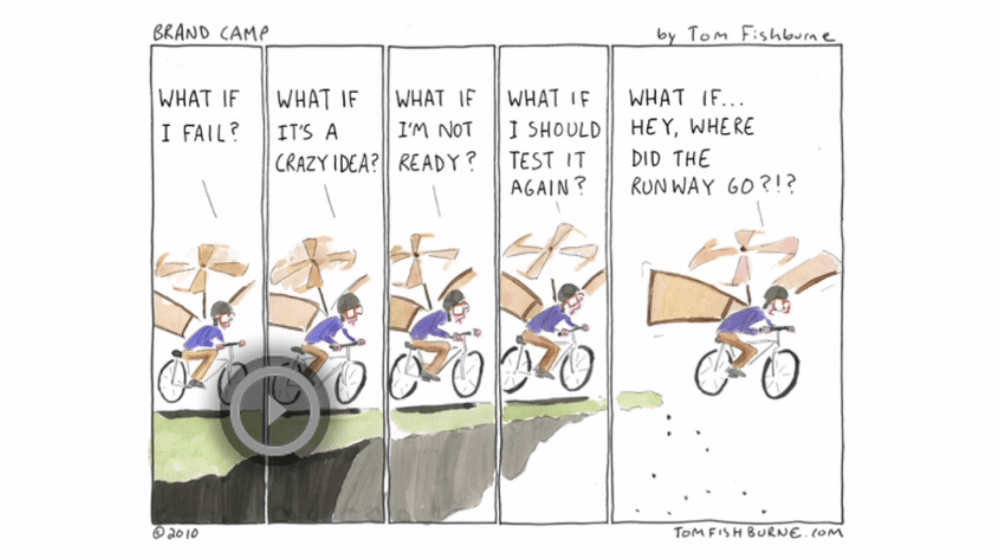 BRAND CAMP
by Tom Fishburne
WHAT IF
I FAIL?
WHAT IF
IT'S A
CRAZY IDEA?
WHAT IF
I'M NOT
READY?
WHAT IF
I SHOULD
TEST IT
AGAIN?
WHAT IF...
HEY, WHERE
DID THE
RUNWAY GO?!?
© 2010
TOMFISHBURNE.COM